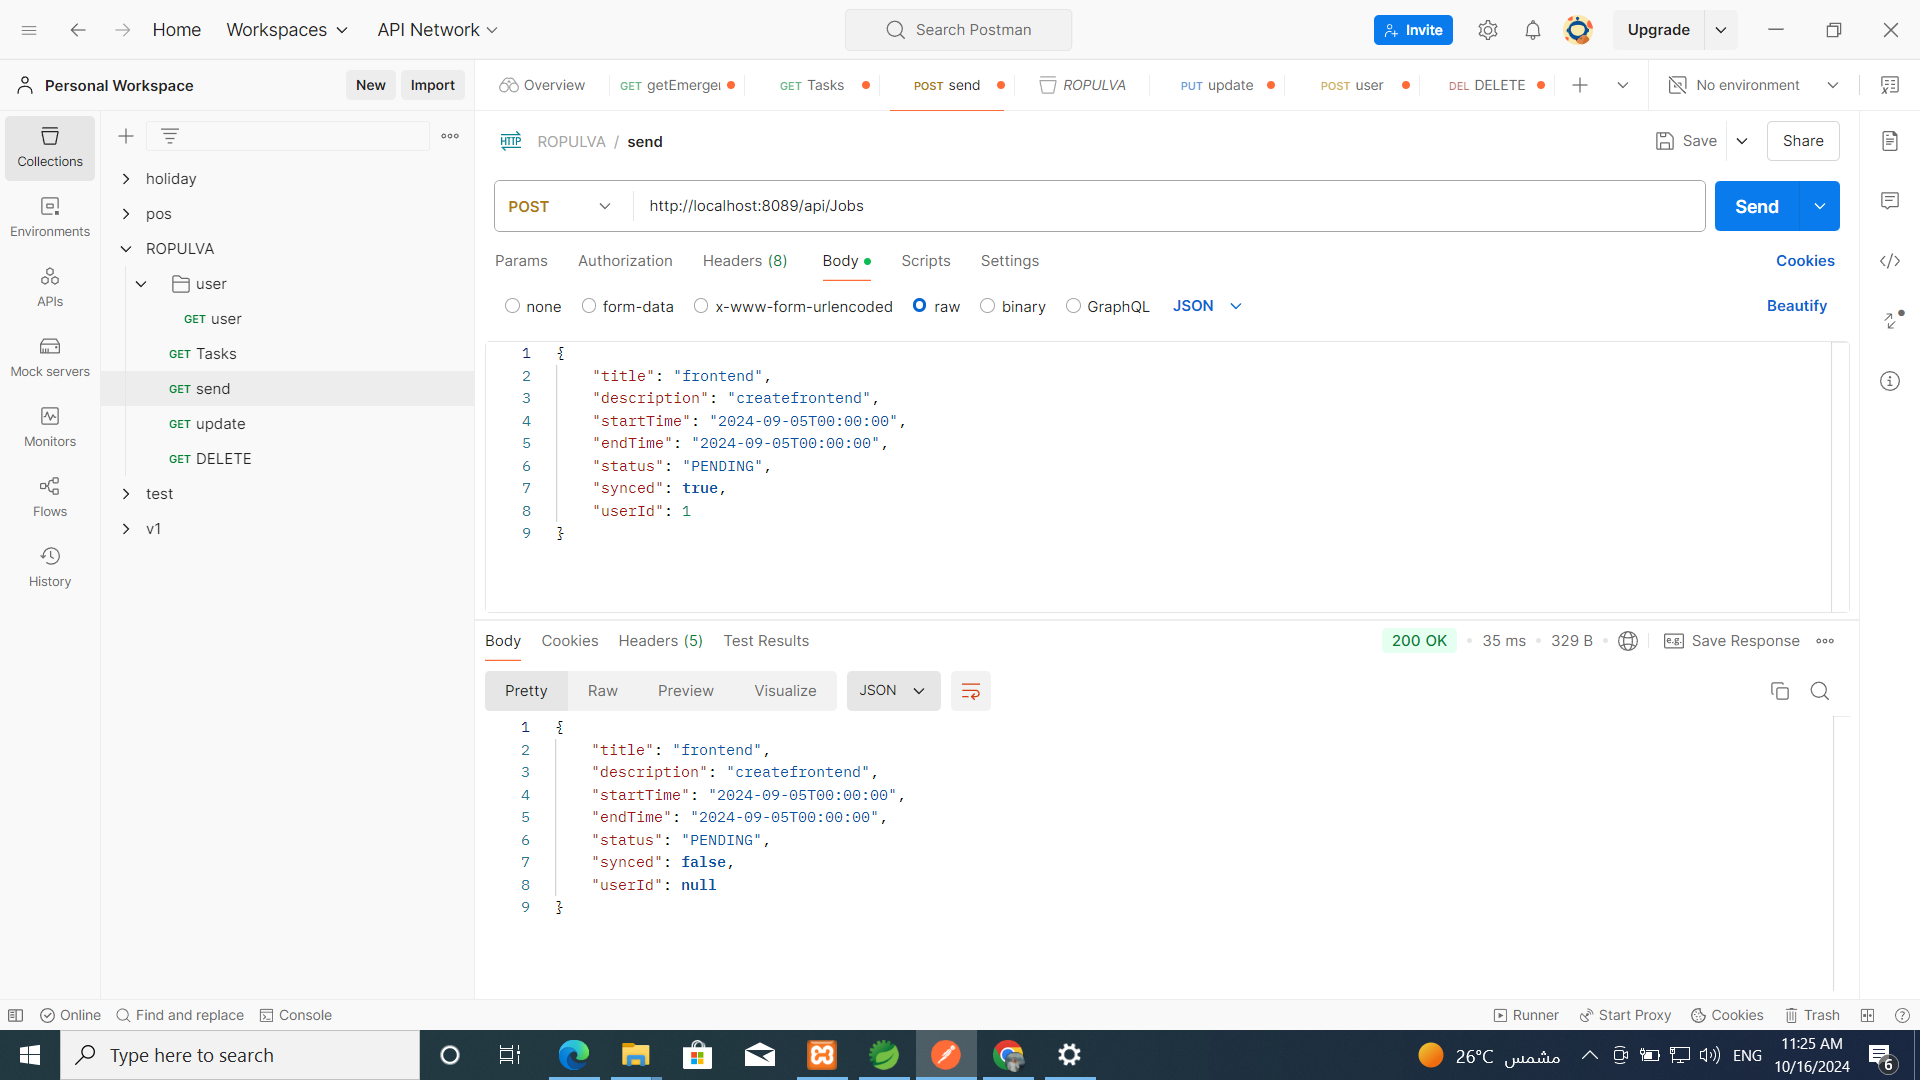 Home Workspaces API Network Search Postman Invite Upgrade
Personal Workspace New Import Overview GET getEmerger GET Tasks POST send ROPULVA PUT update POST user DEL DELETE No environment
Collections
Environments
APIs
Mock servers
Monitors
Flows
History
holiday
pos
ROPULVA
user
GET user
GET Tasks
GET send
GET update
GET DELETE
test
v1
HTTP ROPULVA / send Save Share
POST http://localhost:8089/api/Jobs Send
Params Authorization Headers (8) Body Scripts Settings Cookies
none form-data x-www-form-urlencoded raw binary GraphQL JSON Beautify
1 {
2 "title": "frontend",
3 "description": "createfrontend",
4 "startTime": "2024-09-05T00:00:00",
5 "endTime": "2024-09-05T00:00:00",
6 "status": "PENDING",
7 "synced": true,
8 "userId": 1
9 }
Body Cookies Headers (5) Test Results 200 OK 35 ms 329 B e.g. Save Response
Pretty Raw Preview Visualize JSON
1 {
2 "title": "frontend",
3 "description": "createfrontend",
4 "startTime": "2024-09-05T00:00:00",
5 "endTime": "2024-09-05T00:00:00",
6 "status": "PENDING",
7 "synced": false,
8 "userId": null
9 }
Online Find and replace Console Runner Start Proxy Cookies Trash
Type here to search 26°C مشمس ENG 11:25 AM
10/16/2024 6